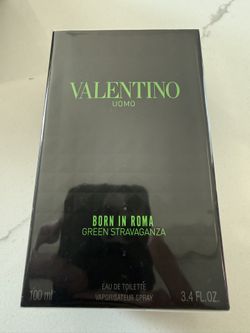 VALENTINO
UOMO
BORN IN ROMA
GREEN STRAVAGANZA
EAU DE TOILETTE
VAPORISATEUR SPRAY
100 ml 3.4 FL.OZ.